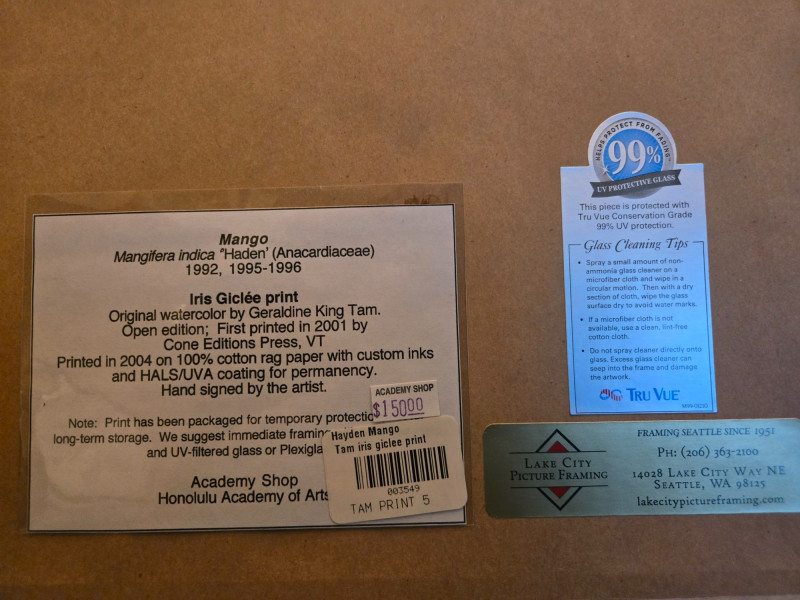 Mango
Mangifera indica "Haden' (Anacardiaceae)
1992, 1995-1996
Iris Giclée print
Original watercolor by Geraldine King Tam.
Open edition; First printed in 2001 by
Cone Editions Press, VT
Printed in 2004 on 100% cotton rag paper with custom inks
and HALS/UVA coating for permanency.
Hand signed by the artist.
Note: Print has been packaged for temporary protectio
long-term storage. We suggest immediate framin
and UV-filtered glass or Plexigla
Academy Shop
Honolulu Academy of Arts
ACADEMY SHOP
$150.00
Hayden Mango
Tam iris giclee print
003549
TAM PRINT 5
HELPS PROTECT FROM FADING
99%
UV PROTECTIVE GLASS
This piece is protected with
Tru Vue Conservation Grade
99% UV protection.
Glass Cleaning Tips
• Spray a small amount of non-
ammonia glass cleaner on a
microfiber cloth and wipe in a
circular motion. Then with a dry
section of cloth, wipe the glass
surface dry to avoid water marks.
• If a microfiber cloth is not
available, use a clean, lint-free
cotton cloth.
• Do not spray cleaner directly onto
glass. Excess glass cleaner can
seep into the frame and damage
the artwork.
TRU VUE
LAKE CITY
PICTURE FRAMING
FRAMING SEATTLE SINCE 1951
PH: (206) 363-2100
14028 LAKE CITY WAY NE
SEATTLE, WA 98125
lakecitypictureframing.com